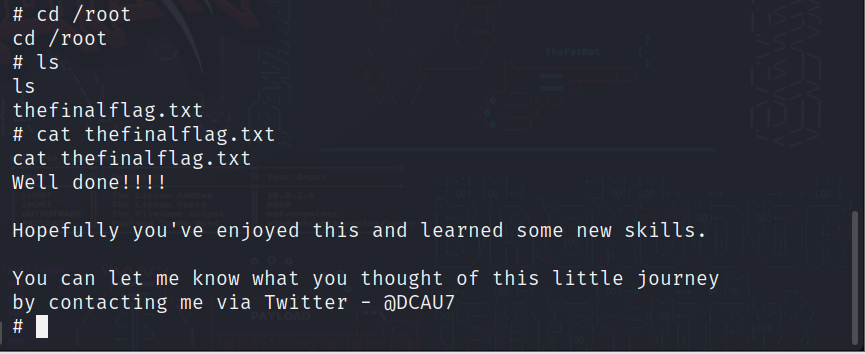 # cd /root
cd /root
# ls
ls
thefinalflag.txt
# cat thefinalflag.txt
cat thefinalflag.txt
Well done!!!!
Hopefully you've enjoyed this and learned some new skills.
You can let me know what you thought of this little journey
by contacting me via Twitter - @DCAU7
#
TheFatRat
PAYLOAD